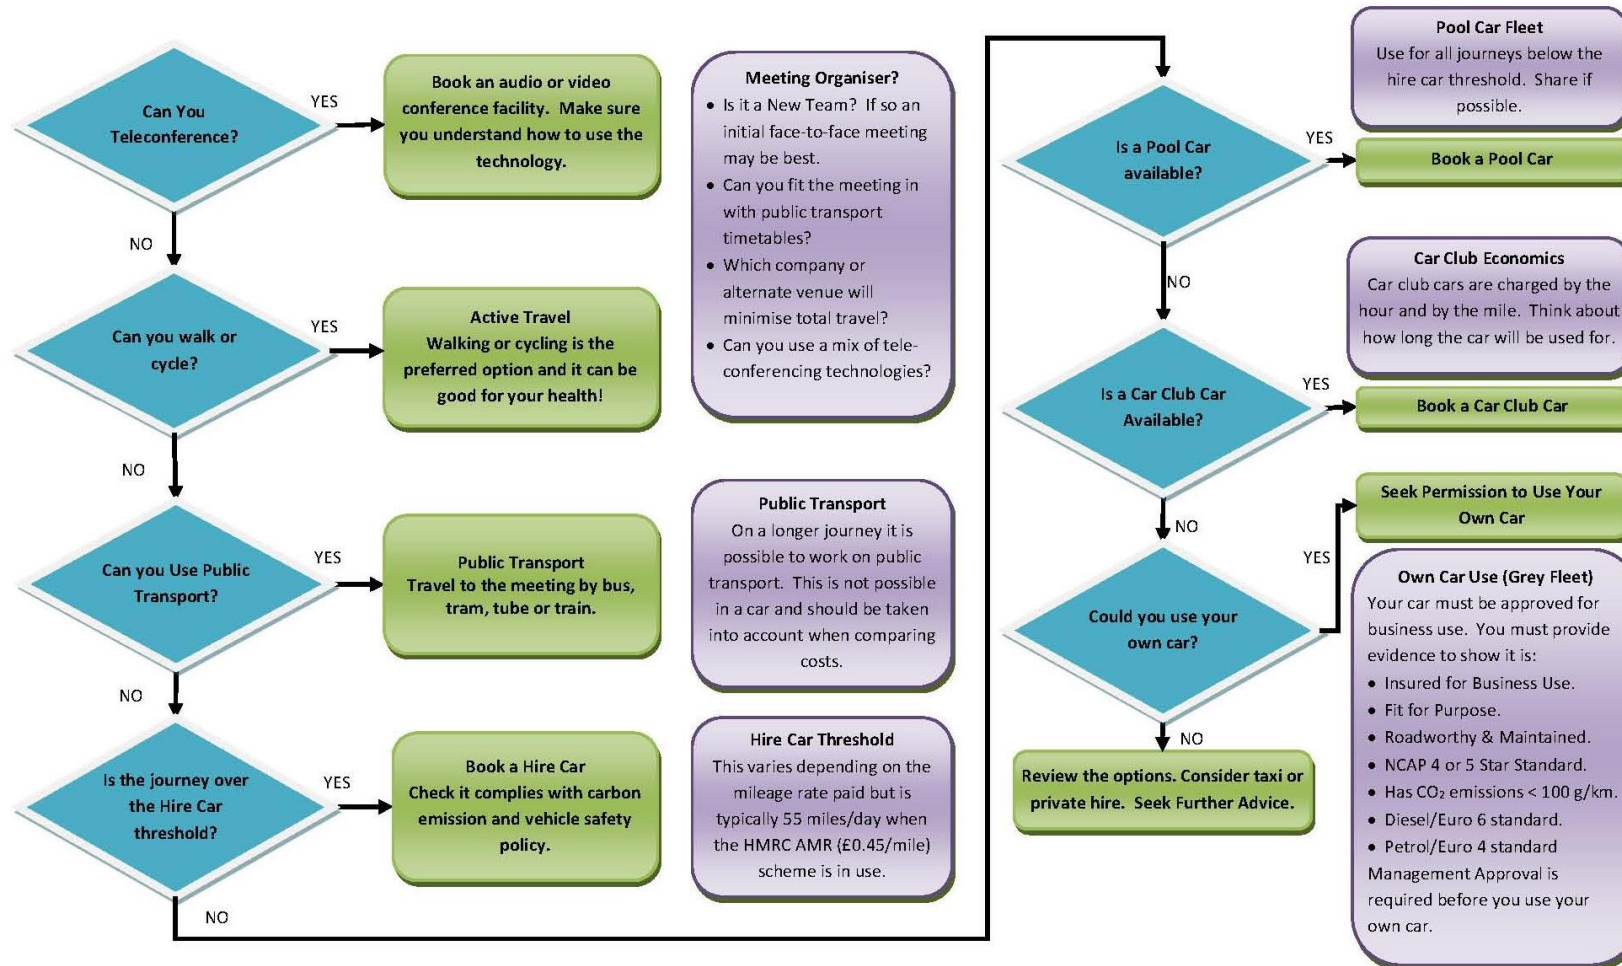 Can You
Teleconference?
YES
Book an audio or video
conference facility.  Make sure
you understand how to use the
technology.
NO
Can you walk or
cycle?
YES
Active Travel
Walking or cycling is the
preferred option and it can be
good for your health!
NO
Can you Use Public
Transport?
YES
Public Transport
Travel to the meeting by bus,
tram, tube or train.
NO
Is the journey over
the Hire Car
threshold?
YES
Book a Hire Car
Check it complies with carbon
emission and vehicle safety
policy.
NO
Meeting Organiser?
• Is it a New Team?  If so an
initial face-to-face meeting
may be best.
• Can you fit the meeting in
with public transport
timetables?
• Which company or
alternate venue will
minimise total travel?
• Can you use a mix of tele-
conferencing technologies?
Public Transport
On a longer journey it is
possible to work on public
transport.  This is not possible
in a car and should be taken
into account when comparing
costs.
Hire Car Threshold
This varies depending on the
mileage rate paid but is
typically 55 miles/day when
the HMRC AMR (£0.45/mile)
scheme is in use.
Is a Pool Car
available?
YES
Pool Car Fleet
Use for all journeys below the
hire car threshold.  Share if
possible.
Book a Pool Car
NO
Is a Car Club Car
Available?
YES
Car Club Economics
Car club cars are charged by the
hour and by the mile.  Think about
how long the car will be used for.
Book a Car Club Car
NO
Could you use your
own car?
YES
Seek Permission to Use Your
Own Car
Own Car Use (Grey Fleet)
Your car must be approved for
business use.  You must provide
evidence to show it is:
• Insured for Business Use.
• Fit for Purpose.
• Roadworthy & Maintained.
• NCAP 4 or 5 Star Standard.
• Has CO₂ emissions < 100 g/km.
• Diesel/Euro 6 standard.
• Petrol/Euro 4 standard
Management Approval is
required before you use your
own car.
NO
Review the options. Consider taxi or
private hire.  Seek Further Advice.